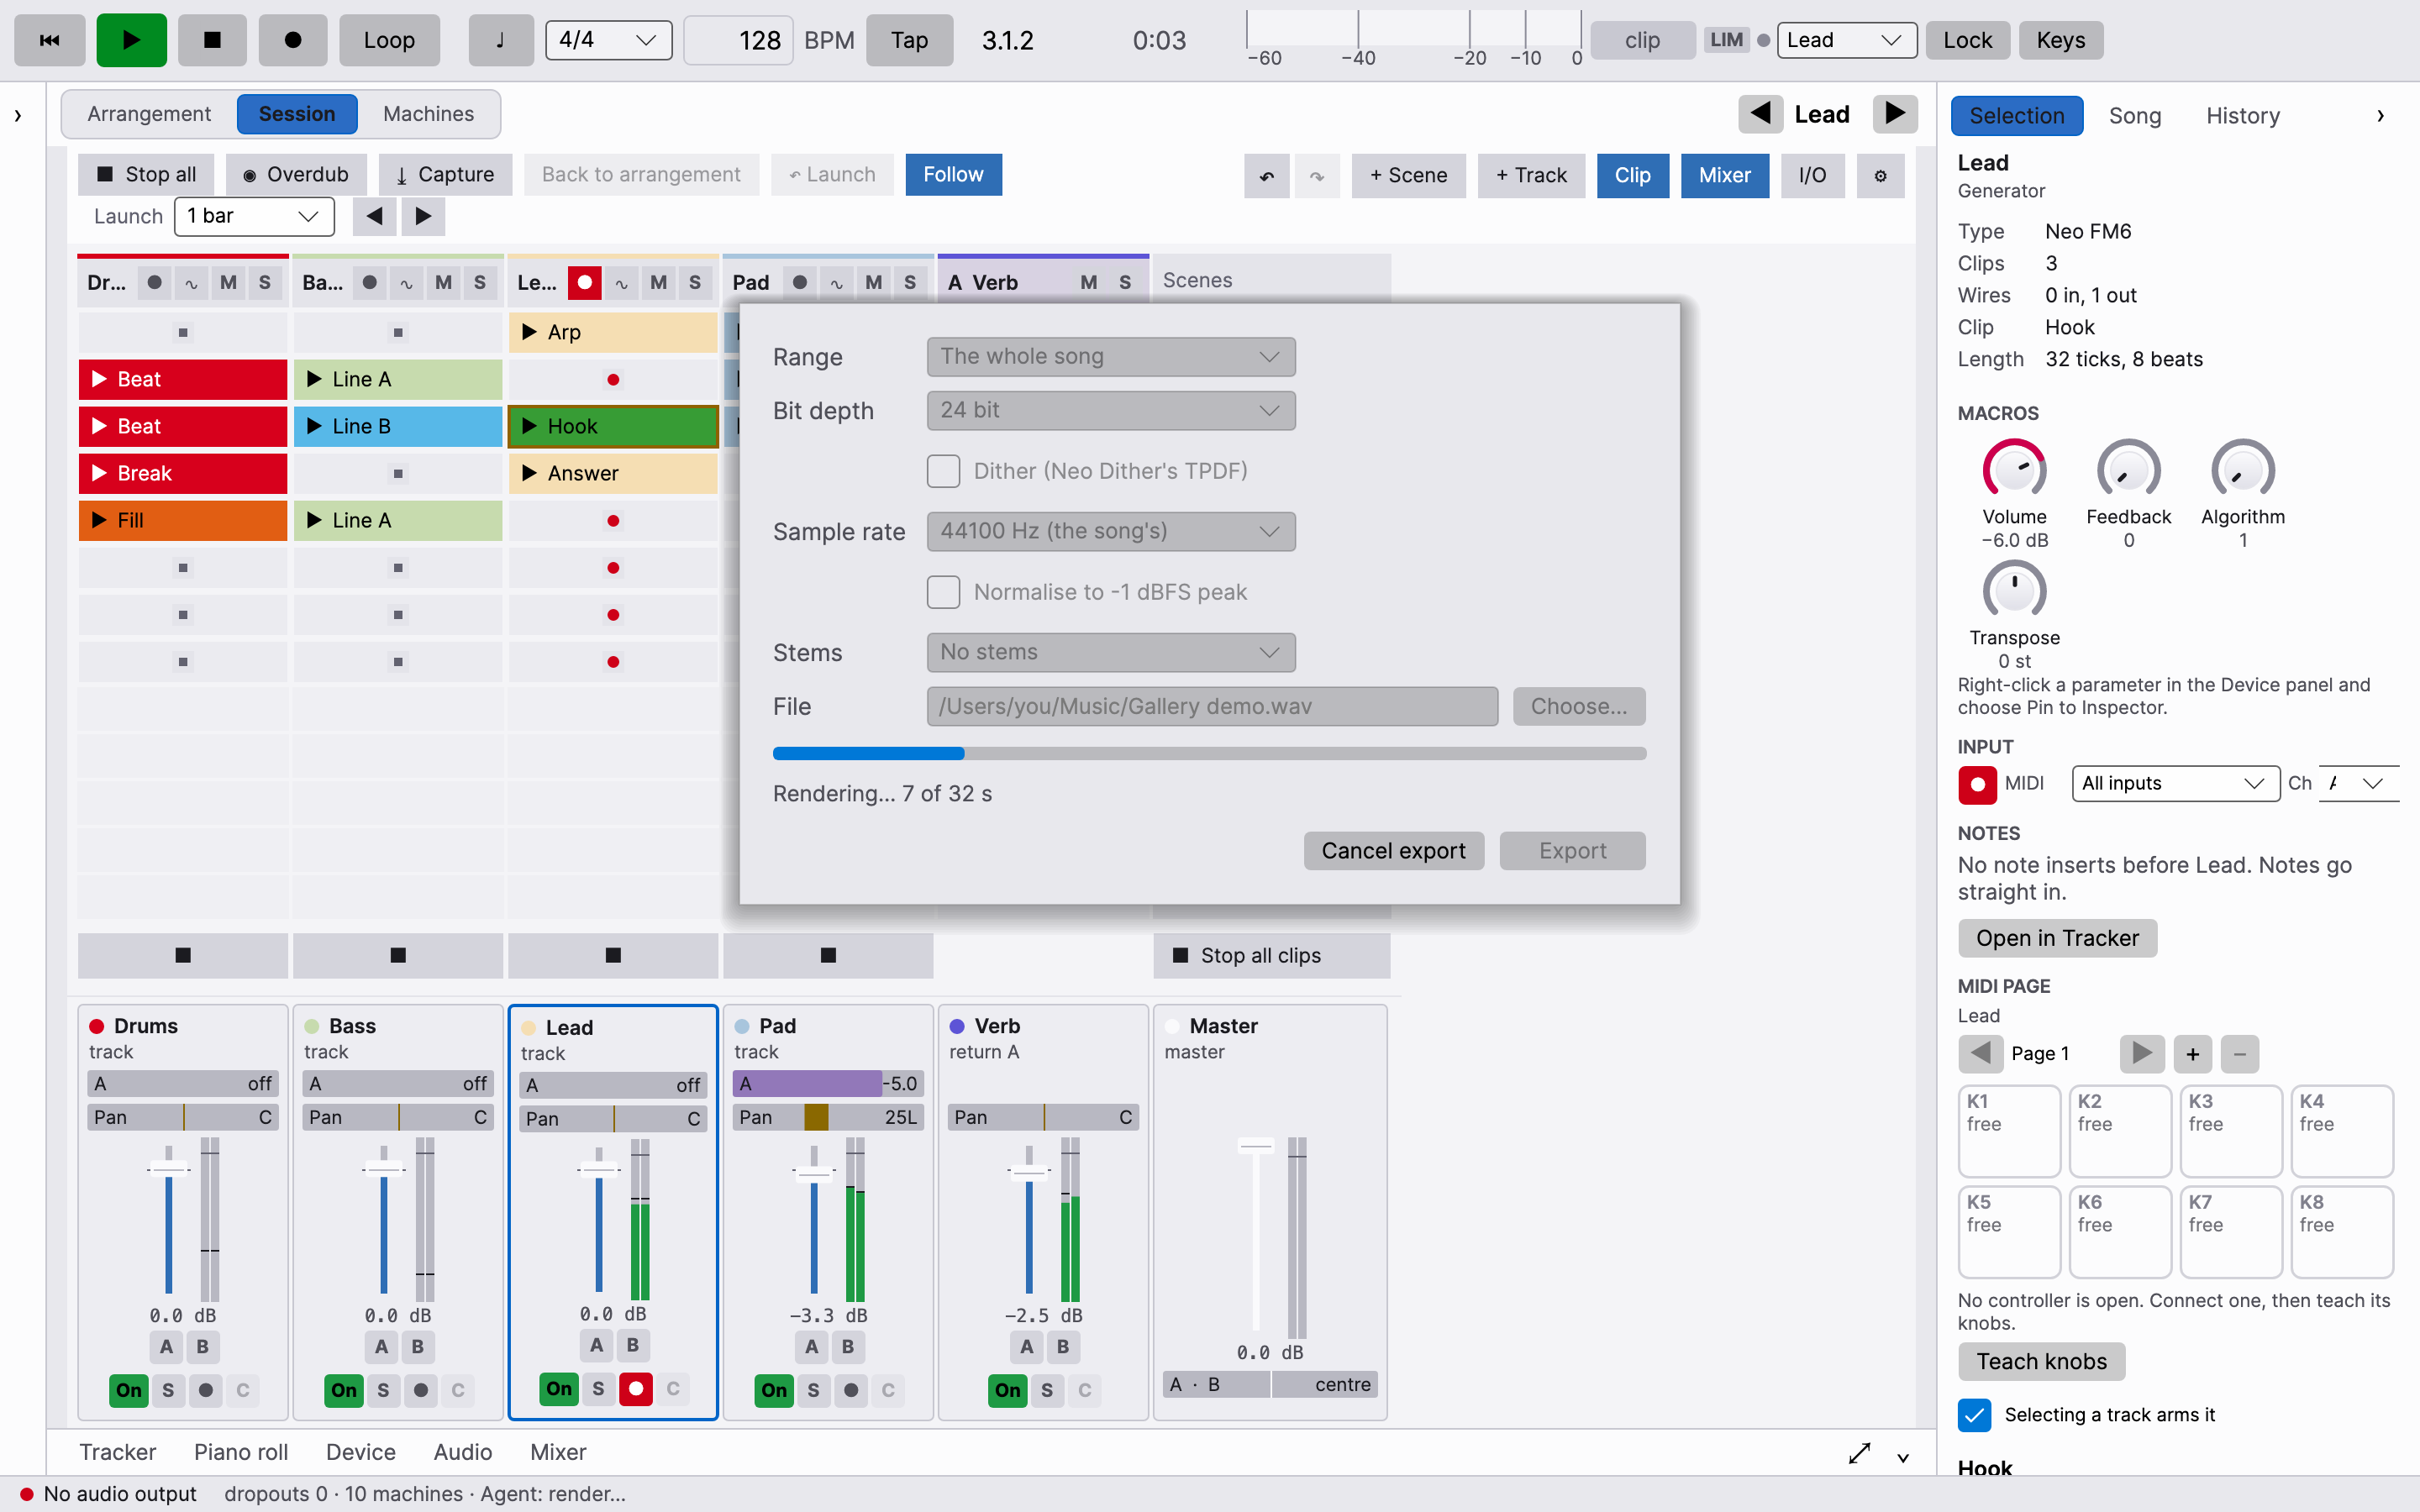 Loop
4/4
128 BPM
Tap
3.1.2
0:03
−60 −40 −20 −10 0
clip
LIM
Lead
Lock
Keys
Arrangement
Session
Machines
Lead
Selection
Song
History
Stop all
Overdub
Capture
Back to arrangement
Launch
Follow
+ Scene
+ Track
Clip
Mixer
I/O
Launch
1 bar
Dr... M S
Ba... M S
Le... M S
Pad M S
A Verb M S
Scenes
Arp
Beat
Line A
Beat
Line B
Hook
Break
Answer
Fill
Line A
Stop all clips
Range
The whole song
Bit depth
24 bit
Dither (Neo Dither's TPDF)
Sample rate
44100 Hz (the song's)
Normalise to -1 dBFS peak
Stems
No stems
File
/Users/you/Music/Gallery demo.wav
Choose...
Rendering... 7 of 32 s
Cancel export
Export
Drums
track
A off
Pan C
0.0 dB
A B
On S C
Bass
track
A off
Pan C
0.0 dB
A B
On S C
Lead
track
A off
Pan C
0.0 dB
A B
On S C
Pad
track
A -5.0
Pan 25L
−3.3 dB
A B
On S C
Verb
return A
Pan C
−2.5 dB
A B
On S C
Master
master
0.0 dB
A · B centre
Lead
Generator
Type Neo FM6
Clips 3
Wires 0 in, 1 out
Clip Hook
Length 32 ticks, 8 beats
MACROS
Volume
−6.0 dB
Feedback
0
Algorithm
1
Transpose
0 st
Right-click a parameter in the Device panel and
choose Pin to Inspector.
INPUT
MIDI
All inputs
Ch
NOTES
No note inserts before Lead. Notes go
straight in.
Open in Tracker
MIDI PAGE
Lead
Page 1
+ −
K1
free
K2
free
K3
free
K4
free
K5
free
K6
free
K7
free
K8
free
No controller is open. Connect one, then teach its
knobs.
Teach knobs
Selecting a track arms it
Hook
Tracker
Piano roll
Device
Audio
Mixer
No audio output
dropouts 0 · 10 machines · Agent: render...